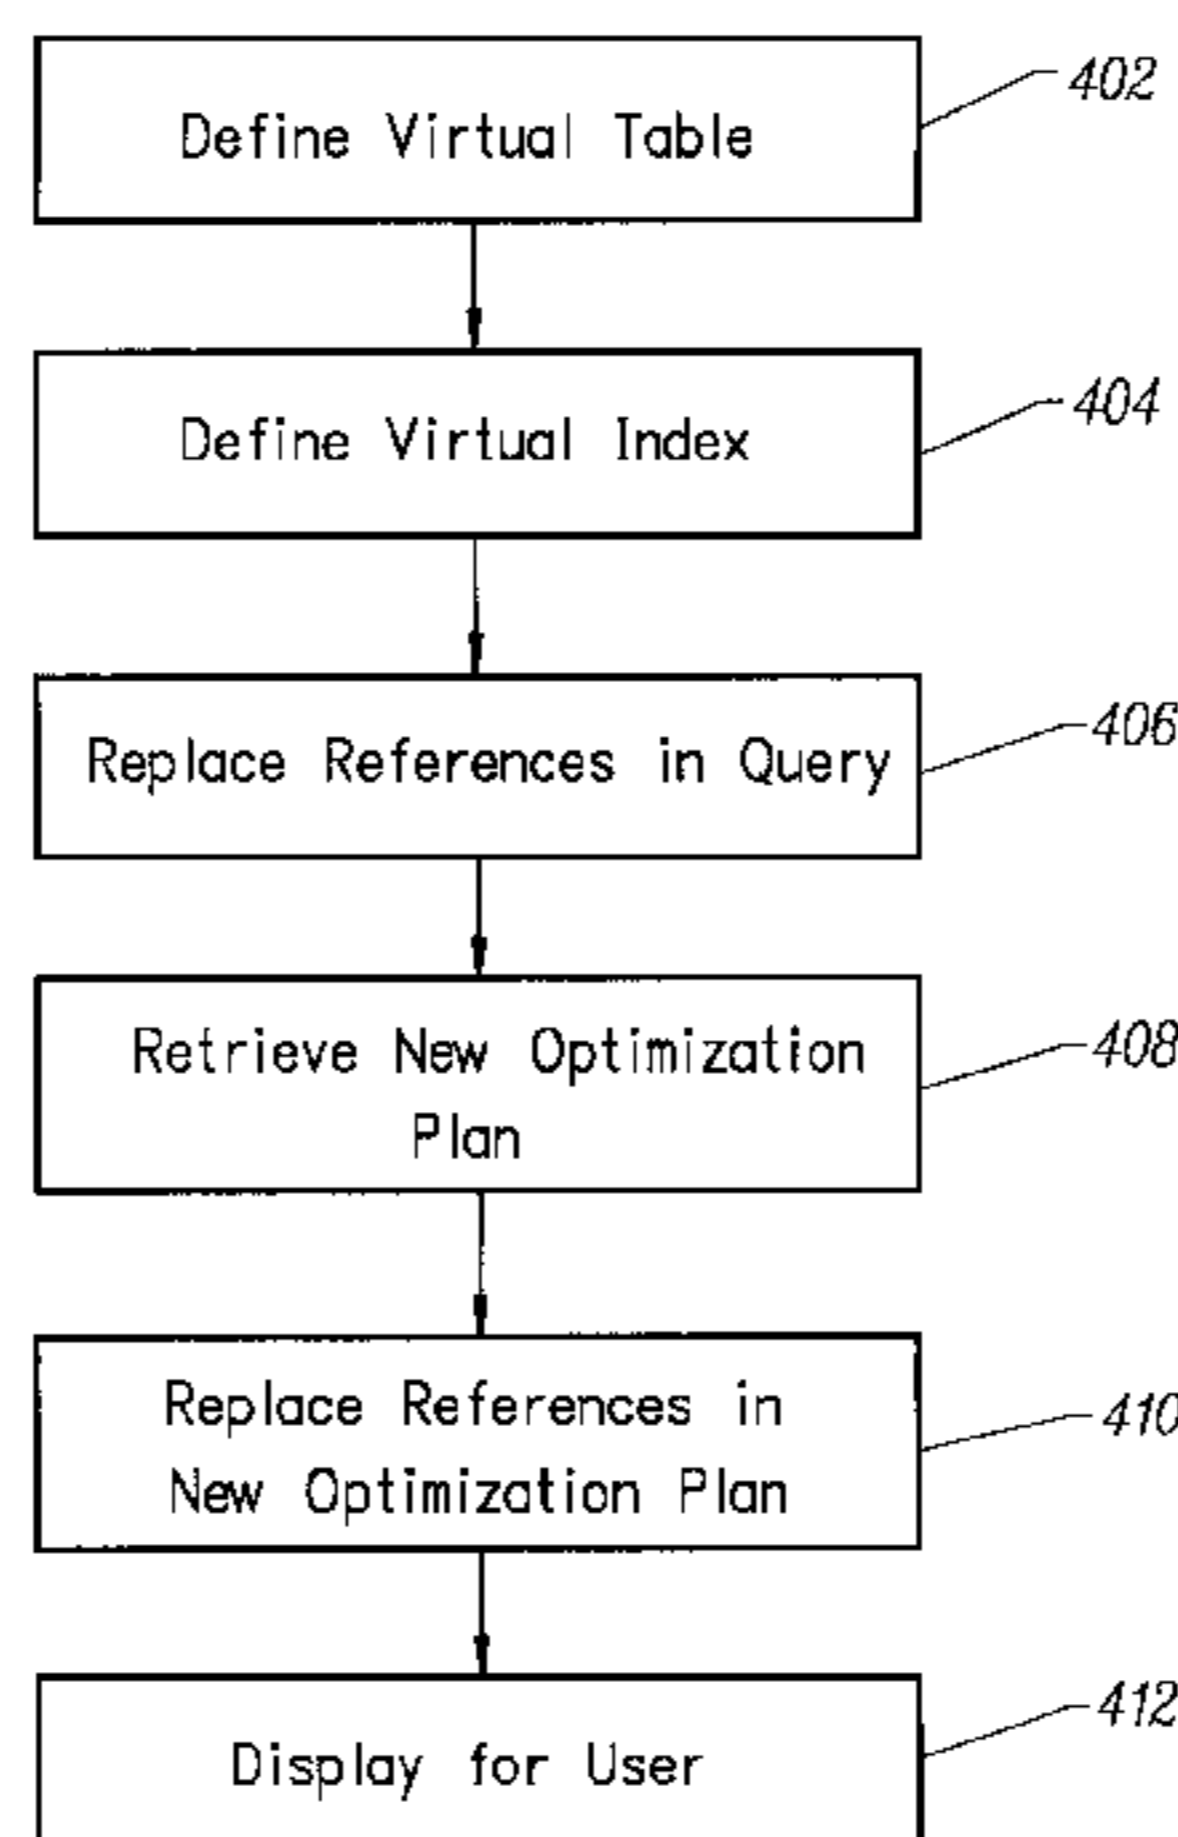 Define Virtual Table
402
Define Virtual Index
404
Replace References in Query
406
Retrieve New Optimization
Plan
408
Replace References in
New Optimization Plan
410
Display for User
412